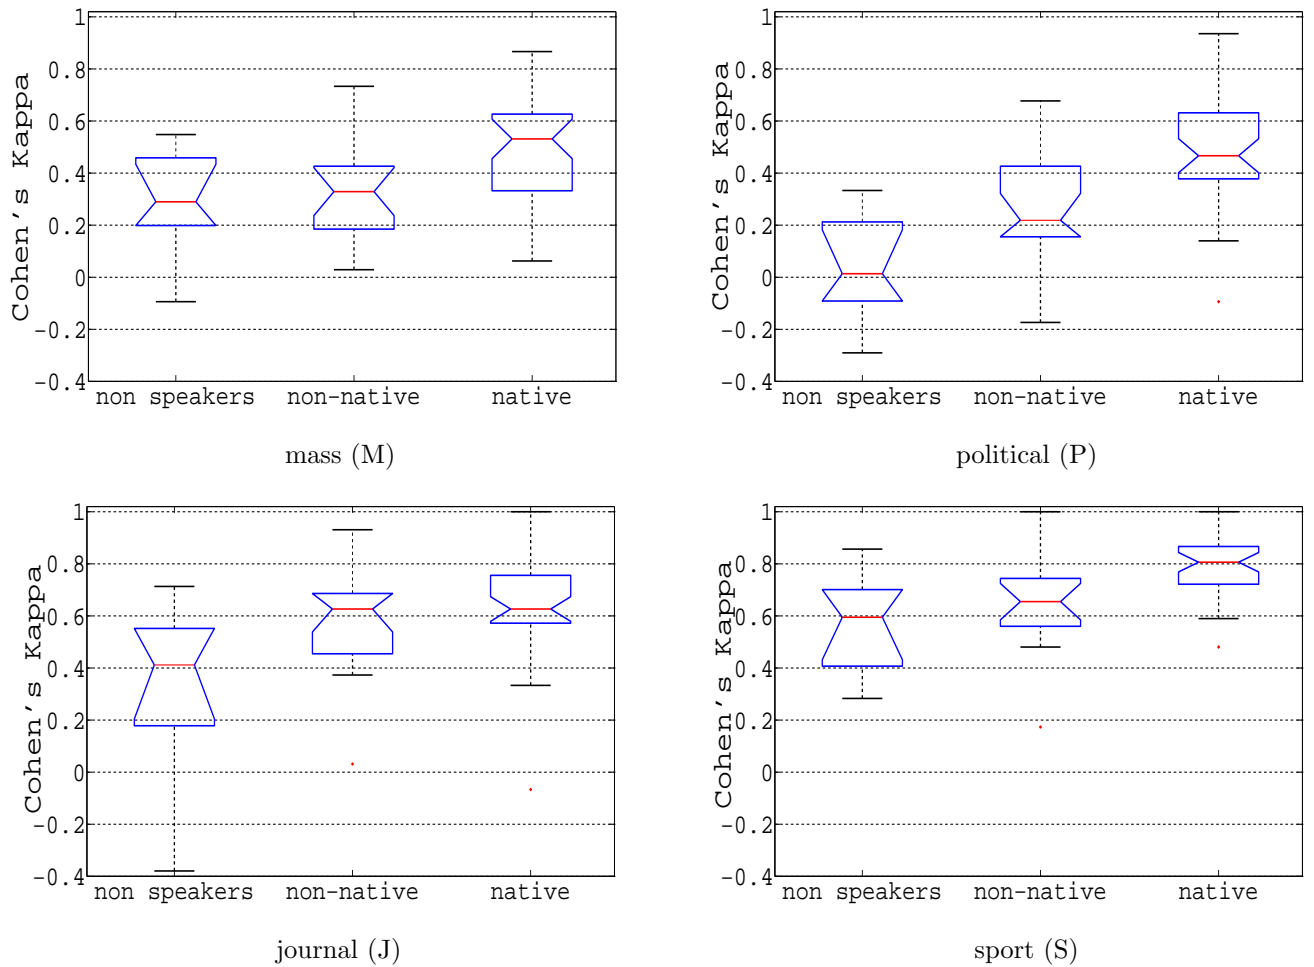 Cohen's Kappa
1
0.8
0.6
0.4
0.2
0
-0.2
-0.4
non speakers non-native native
mass (M)
Cohen's Kappa
1
0.8
0.6
0.4
0.2
0
-0.2
-0.4
non speakers non-native native
political (P)
Cohen's Kappa
1
0.8
0.6
0.4
0.2
0
-0.2
-0.4
non speakers non-native native
journal (J)
Cohen's Kappa
1
0.8
0.6
0.4
0.2
0
-0.2
-0.4
non speakers non-native native
sport (S)